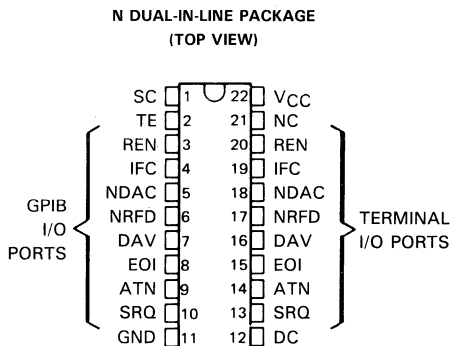 N DUAL-IN-LINE PACKAGE
(TOP VIEW)
SC 1 22 VCC
TE 2 21 NC
REN 3 20 REN
IFC 4 19 IFC
NDAC 5 18 NDAC
NRFD 6 17 NRFD
DAV 7 16 DAV
EOI 8 15 EOI
ATN 9 14 ATN
SRQ 10 13 SRQ
GND 11 12 DC
GPIB
I/O
PORTS
TERMINAL
I/O PORTS